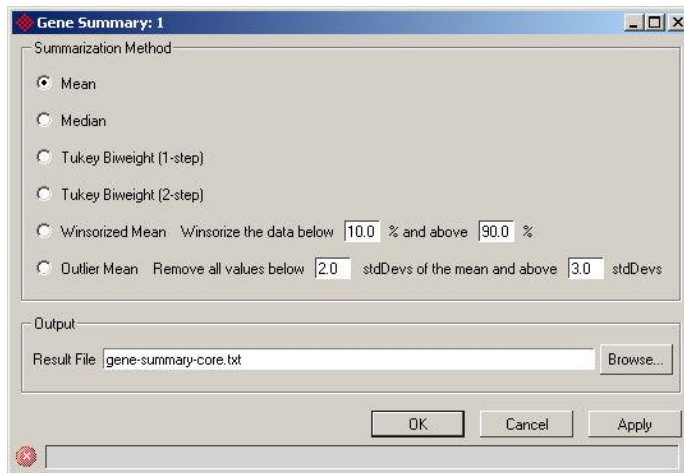 Gene Summary: 1
Summarization Method
Mean
Median
Tukey Biweight (1-step)
Tukey Biweight (2-step)
Winsorized Mean Winsorize the data below 10.0 % and above 90.0 %
Outlier Mean Remove all values below 2.0 stdDevs of the mean and above 3.0 stdDevs
Output
Result File gene-summary-core.txt Browse...
OK Cancel Apply